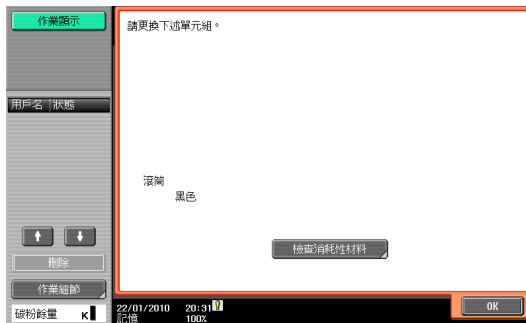 作業顯示
請更換下述單元組。
用戶名 狀態
滾筒
黑色
檢查消耗性材料
刪除
作業細節
碳粉餘量 K
22/01/2010 20:31
記憶 100%
OK